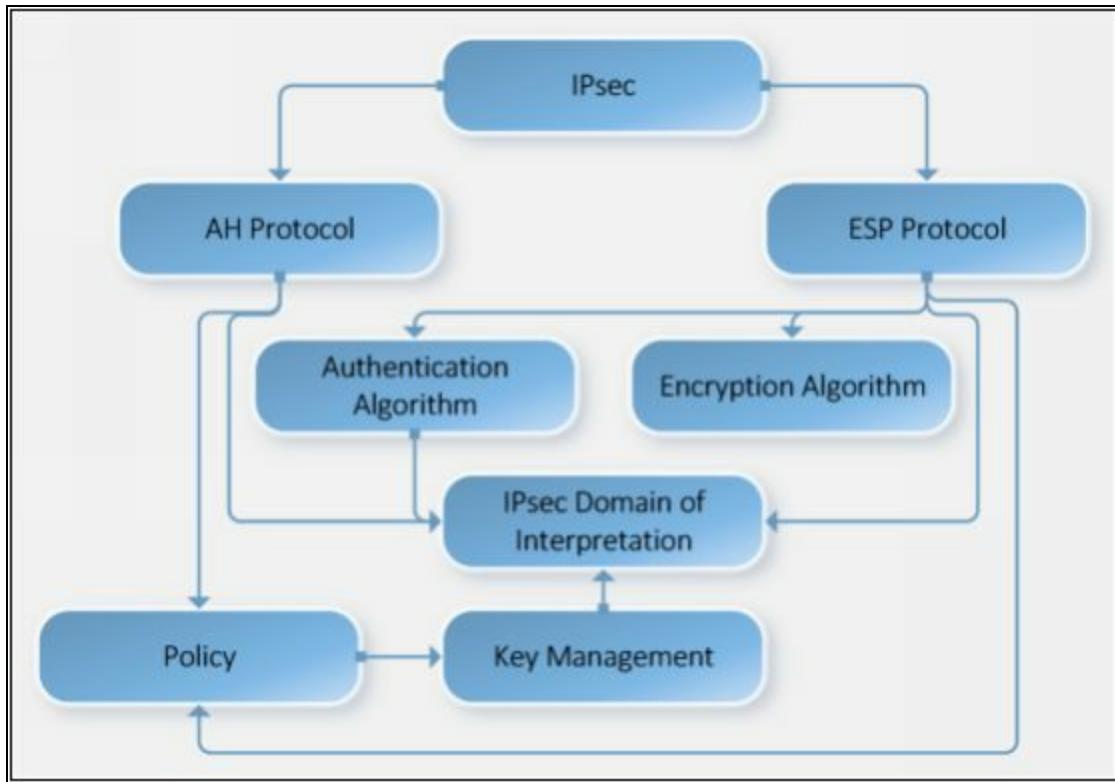 IPsec
AH Protocol
ESP Protocol
Authentication
Algorithm
Encryption Algorithm
IPsec Domain of
Interpretation
Policy
Key Management